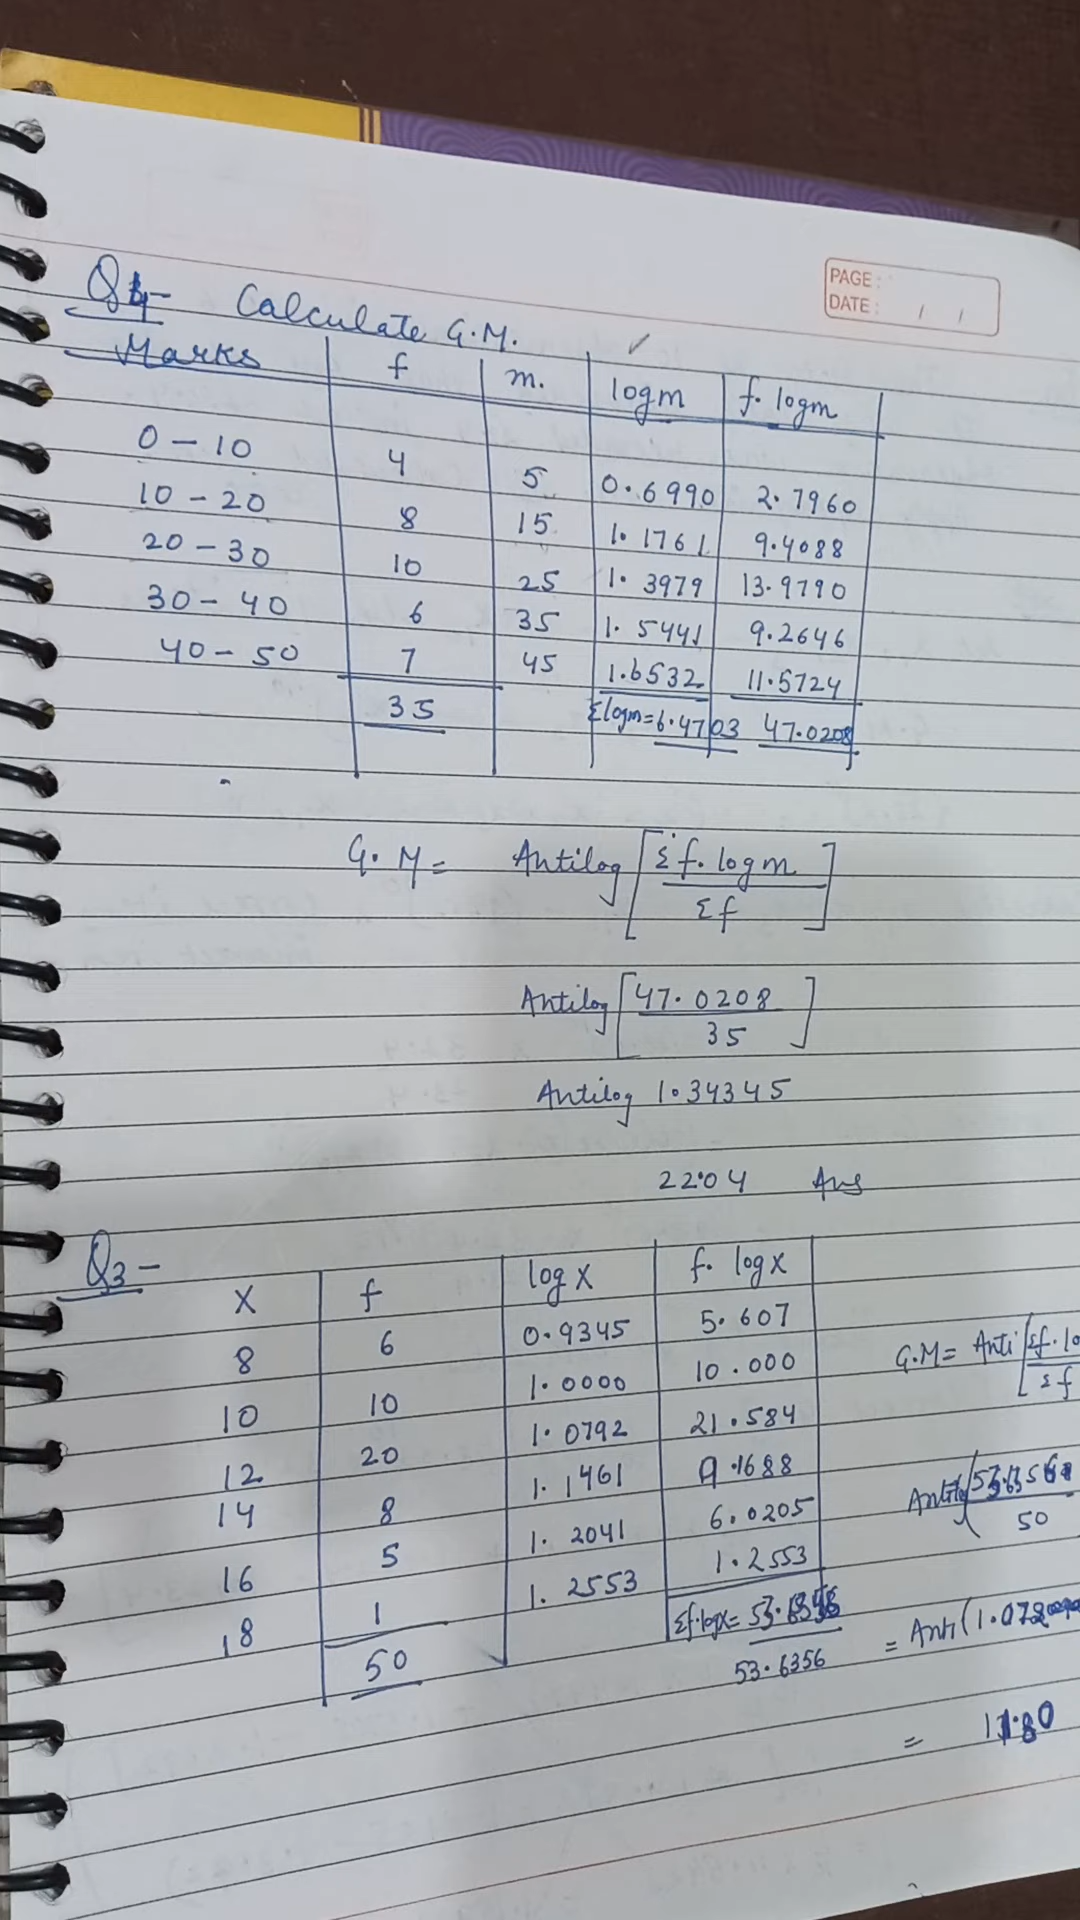 PAGE:
DATE: / /
Q4- Calculate G.M.
Marks f m. logm f. logm
0-10 4 5 0.6990 2.7960
10-20 8 15 1.1761 9.4088
20-30 10 25 1.3979 13.9790
30-40 6 35 1.5441 9.2646
40-50 7 45 1.6532 11.5724
35 Σlogm=6.4703 47.0208
G.M= Antilog [Σf.logm
Σf]
Antilog [47.0208
35]
Antilog 1.34345
22.04 Ans
Q3-
X f log X f. log X
8 6 0.9345 5.607
10 10 1.0000 10.000
12 20 1.0792 21.584
14 8 1.1461 9.1688
16 5 1.2041 6.0205
18 1 1.2553 1.2553
50 Σf.logx=
53.6356
G.M= Anti [Σf.lo
Σf
50
= Anti (1.072
= 11.80